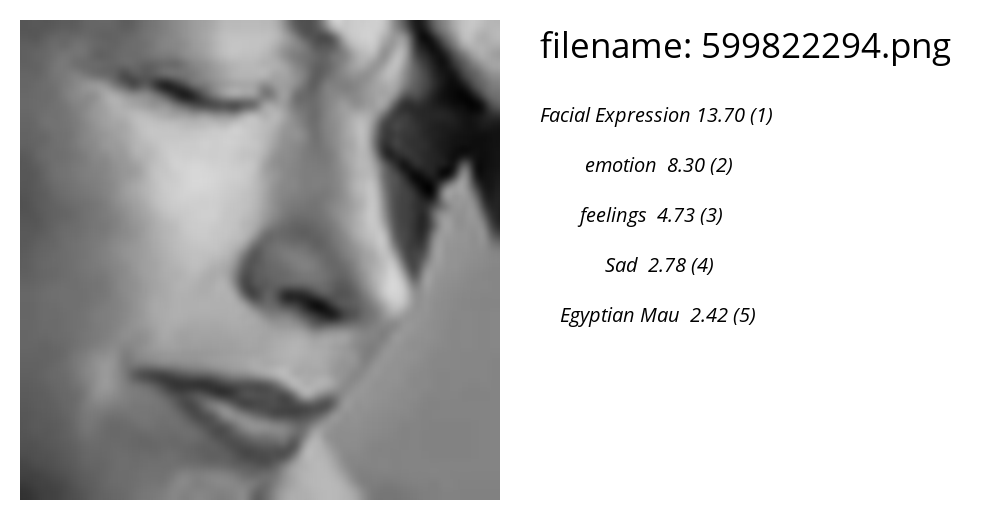 filename: 599822294.png
Facial Expression 13.70 (1)
emotion 8.30 (2)
feelings 4.73 (3)
Sad 2.78 (4)
Egyptian Mau 2.42 (5)